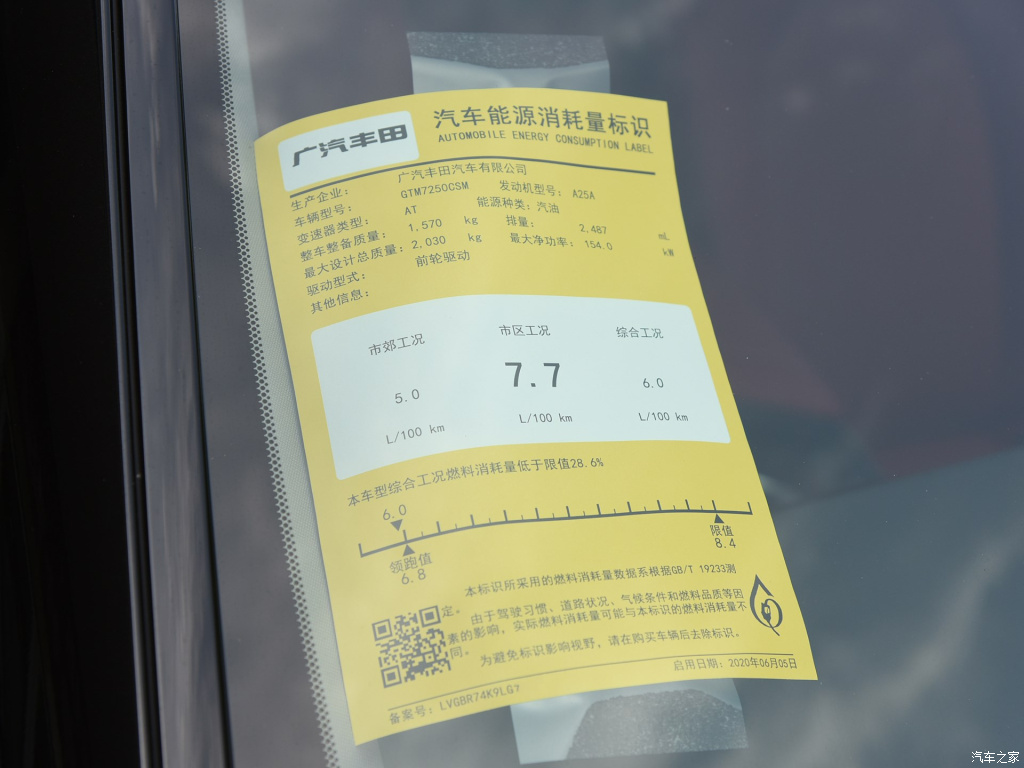 广汽丰田
汽车能源消耗量标识
AUTOMOBILE ENERGY CONSUMPTION LABEL
生产企业： 广汽丰田汽车有限公司
车辆型号： GTM7250CSM 发动机型号： A25A
变速器类型： AT 能源种类： 汽油
整车整备质量： 1,570 kg 排量： 2,487 mL
最大设计总质量： 2,030 kg 最大净功率： 154.0 kW
驱动型式： 前轮驱动
其他信息：
市郊工况 市区工况 综合工况
5.0 7.7 6.0
L/100 km L/100 km L/100 km
本车型综合工况燃料消耗量低于限值28.6%
6.0
领跑值 限值
6.8 8.4
本标识所采用的燃料消耗量数据系根据GB/T 19233测
定。 由于驾驶习惯、道路状况、气候条件和燃料品质等因
素的影响，实际燃料消耗量可能与本标识的燃料消耗量不
同。
为避免标识影响视野，请在购买车辆后去除标识。
启用日期：2020年06月05日
备案号：LVGBR74K9LG?
汽车之家